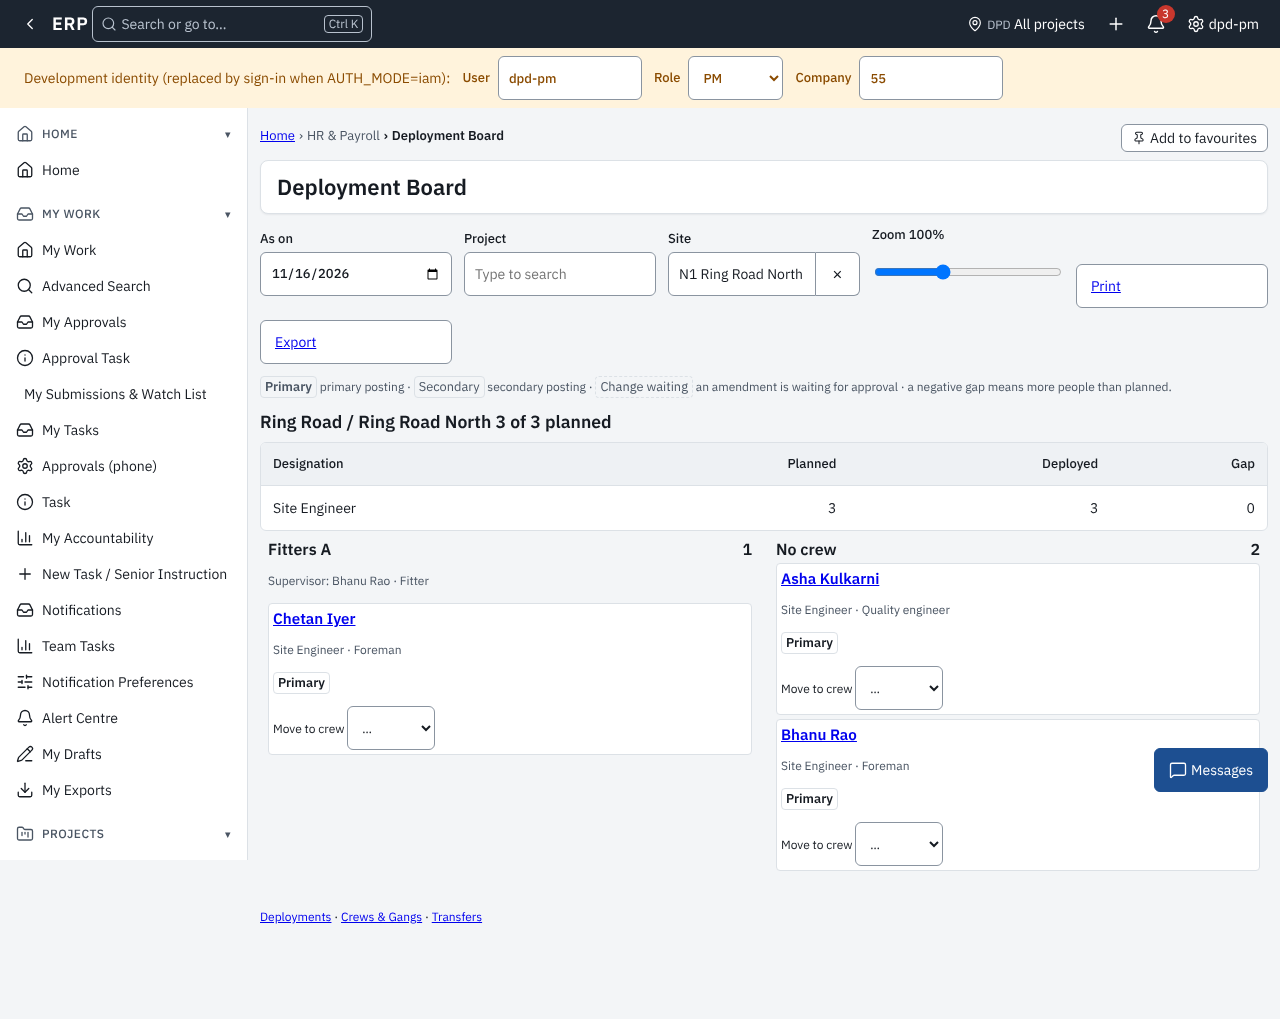 ERP
Search or go to...
Ctrl K
DPD All projects
3
dpd-pm
Development identity (replaced by sign-in when AUTH_MODE=iam):
User
dpd-pm
Role
PM
Company
55
HOME
Home
MY WORK
My Work
Advanced Search
My Approvals
Approval Task
My Submissions & Watch List
My Tasks
Approvals (phone)
Task
My Accountability
New Task / Senior Instruction
Notifications
Team Tasks
Notification Preferences
Alert Centre
My Drafts
My Exports
PROJECTS
Home › HR & Payroll › Deployment Board
Add to favourites
Deployment Board
As on
11/16/2026
Project
Type to search
Site
N1 Ring Road North
×
Zoom 100%
Print
Export
Primary primary posting · Secondary secondary posting · Change waiting an amendment is waiting for approval · a negative gap means more people than planned.
Ring Road / Ring Road North 3 of 3 planned
Designation Planned Deployed Gap
Site Engineer 3 3 0
Fitters A 1
Supervisor: Bhanu Rao · Fitter
Chetan Iyer
Site Engineer · Foreman
Primary
Move to crew ...
No crew 2
Asha Kulkarni
Site Engineer · Quality engineer
Primary
Move to crew ...
Bhanu Rao
Site Engineer · Foreman
Primary
Move to crew ...
Messages
Deployments · Crews & Gangs · Transfers